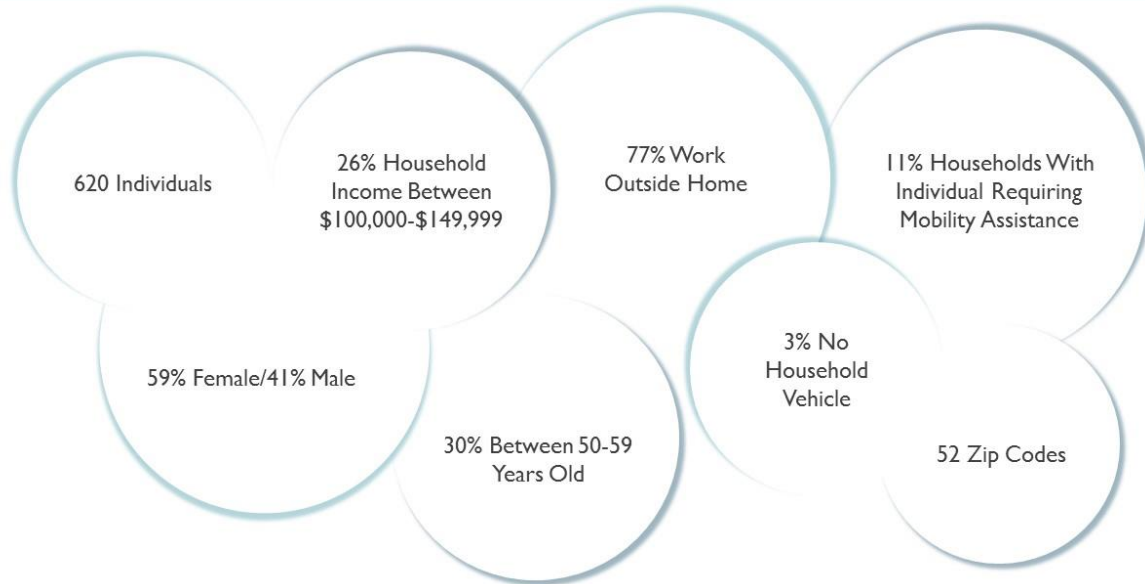 620 Individuals
26% Household
Income Between
$100,000-$149,999
77% Work
Outside Home
11% Households With
Individual Requiring
Mobility Assistance
59% Female/41% Male
30% Between 50-59
Years Old
3% No
Household
Vehicle
52 Zip Codes